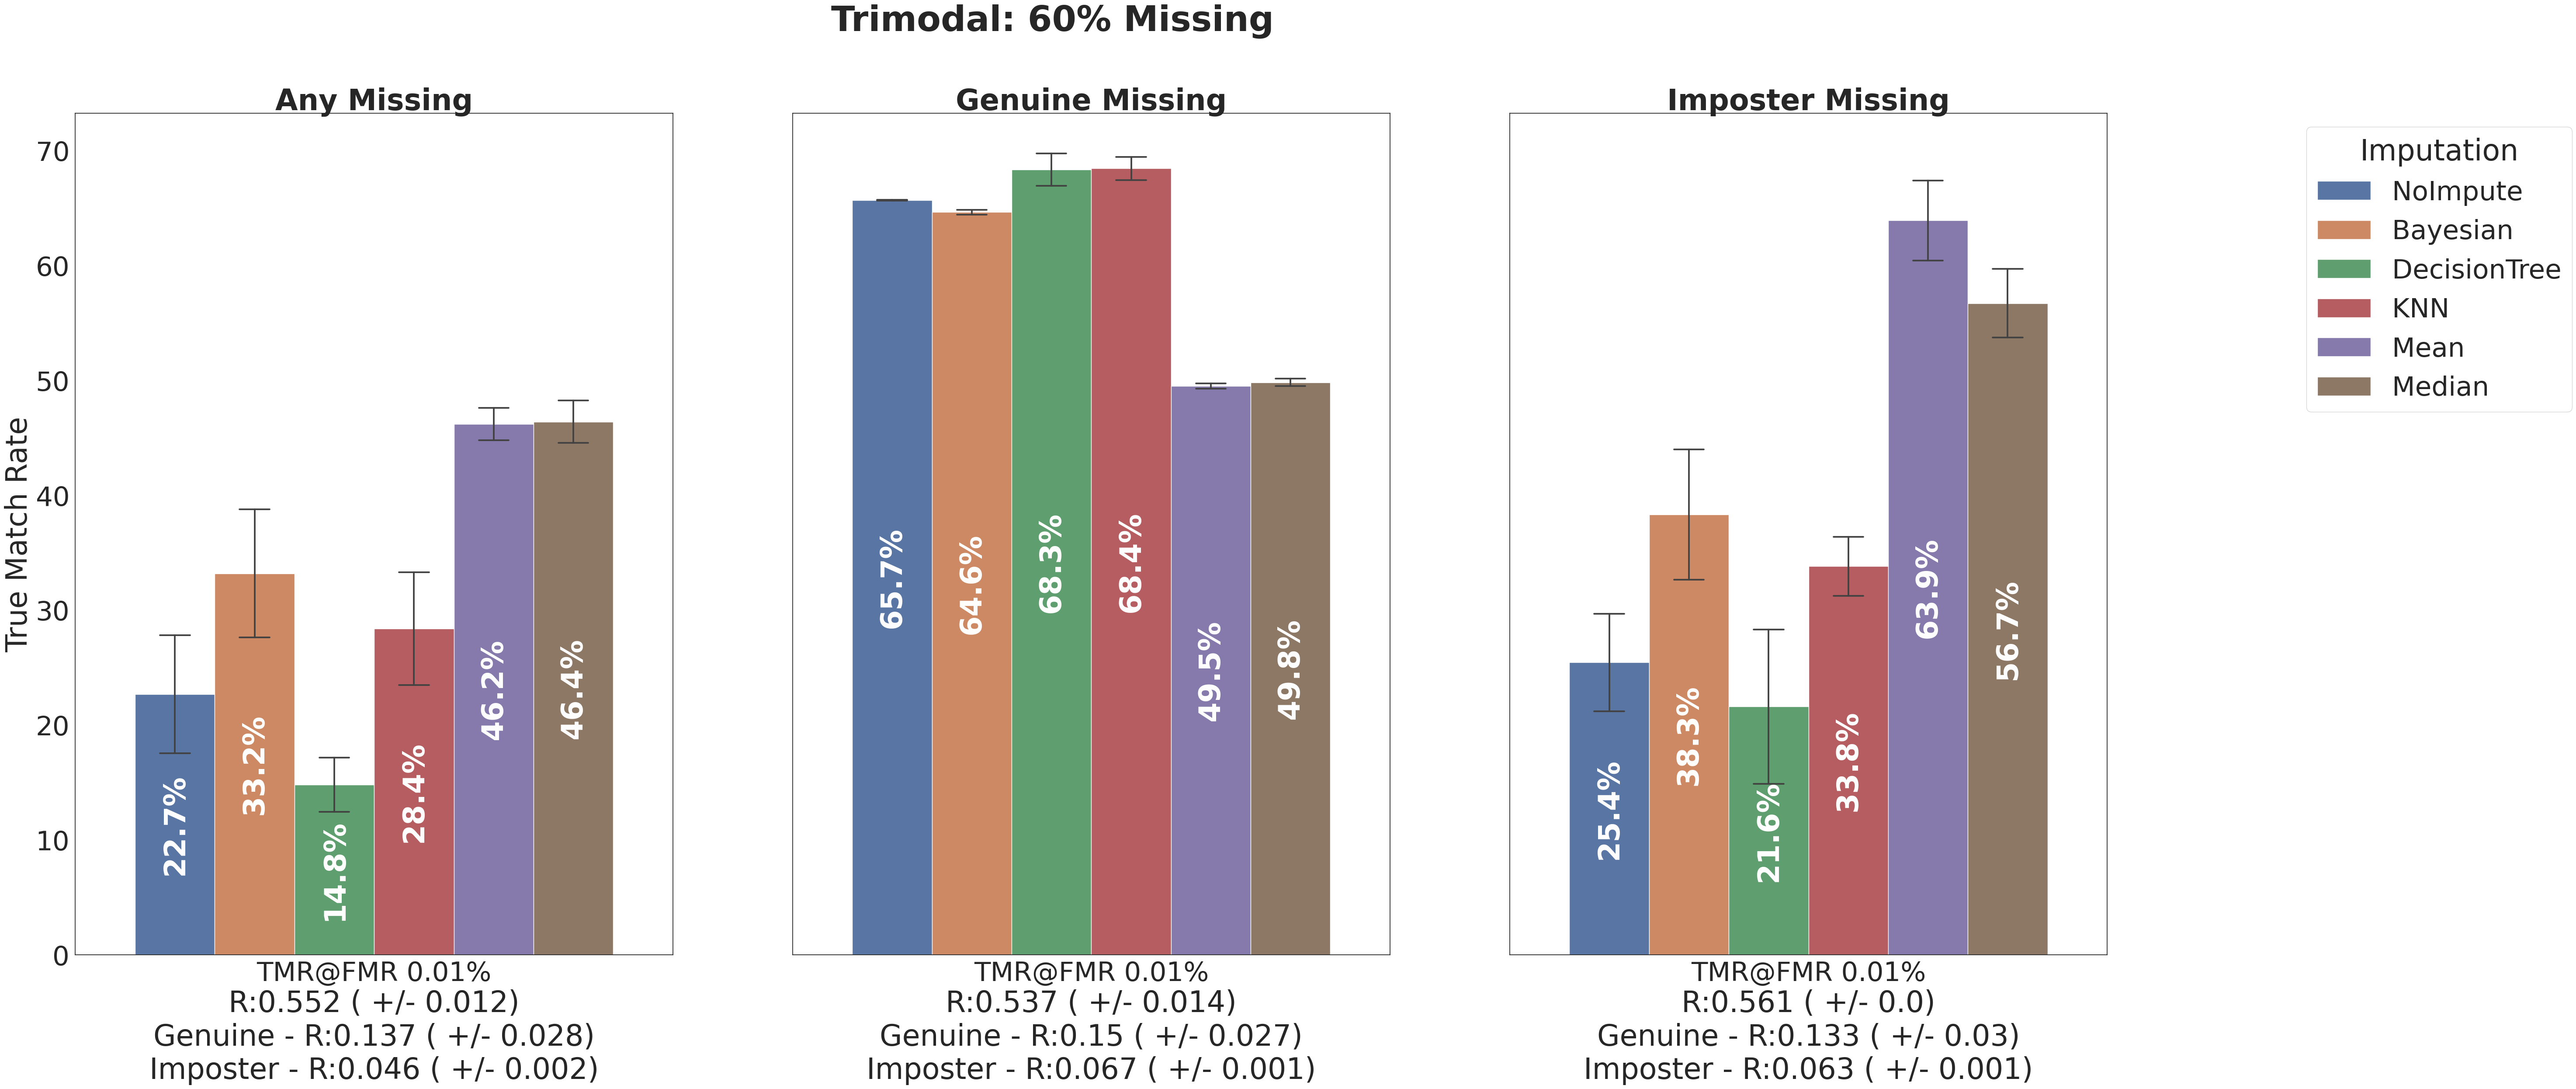 Trimodal: 60% Missing
Any Missing
Genuine Missing
Imposter Missing
True Match Rate
70
60
50
40
30
20
10
0
22.7%
33.2%
14.8%
28.4%
46.2%
46.4%
65.7%
64.6%
68.3%
68.4%
49.5%
49.8%
25.4%
38.3%
21.6%
33.8%
63.9%
56.7%
TMR@FMR 0.01%
R:0.552 ( +/- 0.012)
Genuine - R:0.137 ( +/- 0.028)
Imposter - R:0.046 ( +/- 0.002)
TMR@FMR 0.01%
R:0.537 ( +/- 0.014)
Genuine - R:0.15 ( +/- 0.027)
Imposter - R:0.067 ( +/- 0.001)
TMR@FMR 0.01%
R:0.561 ( +/- 0.0)
Genuine - R:0.133 ( +/- 0.03)
Imposter - R:0.063 ( +/- 0.001)
Imputation
NoImpute
Bayesian
DecisionTree
KNN
Mean
Median